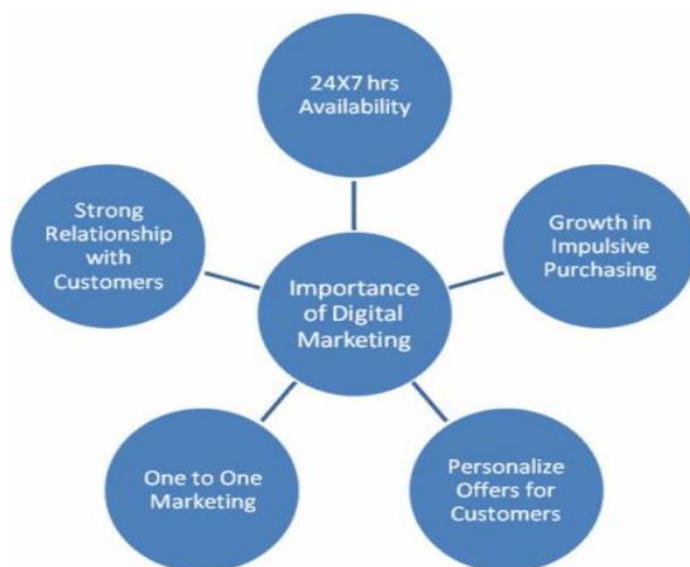 24X7 hrs
Availability
Strong
Relationship
with
Customers
Growth in
Impulsive
Purchasing
Importance
of Digital
Marketing
One to One
Marketing
Personalize
Offers for
Customers